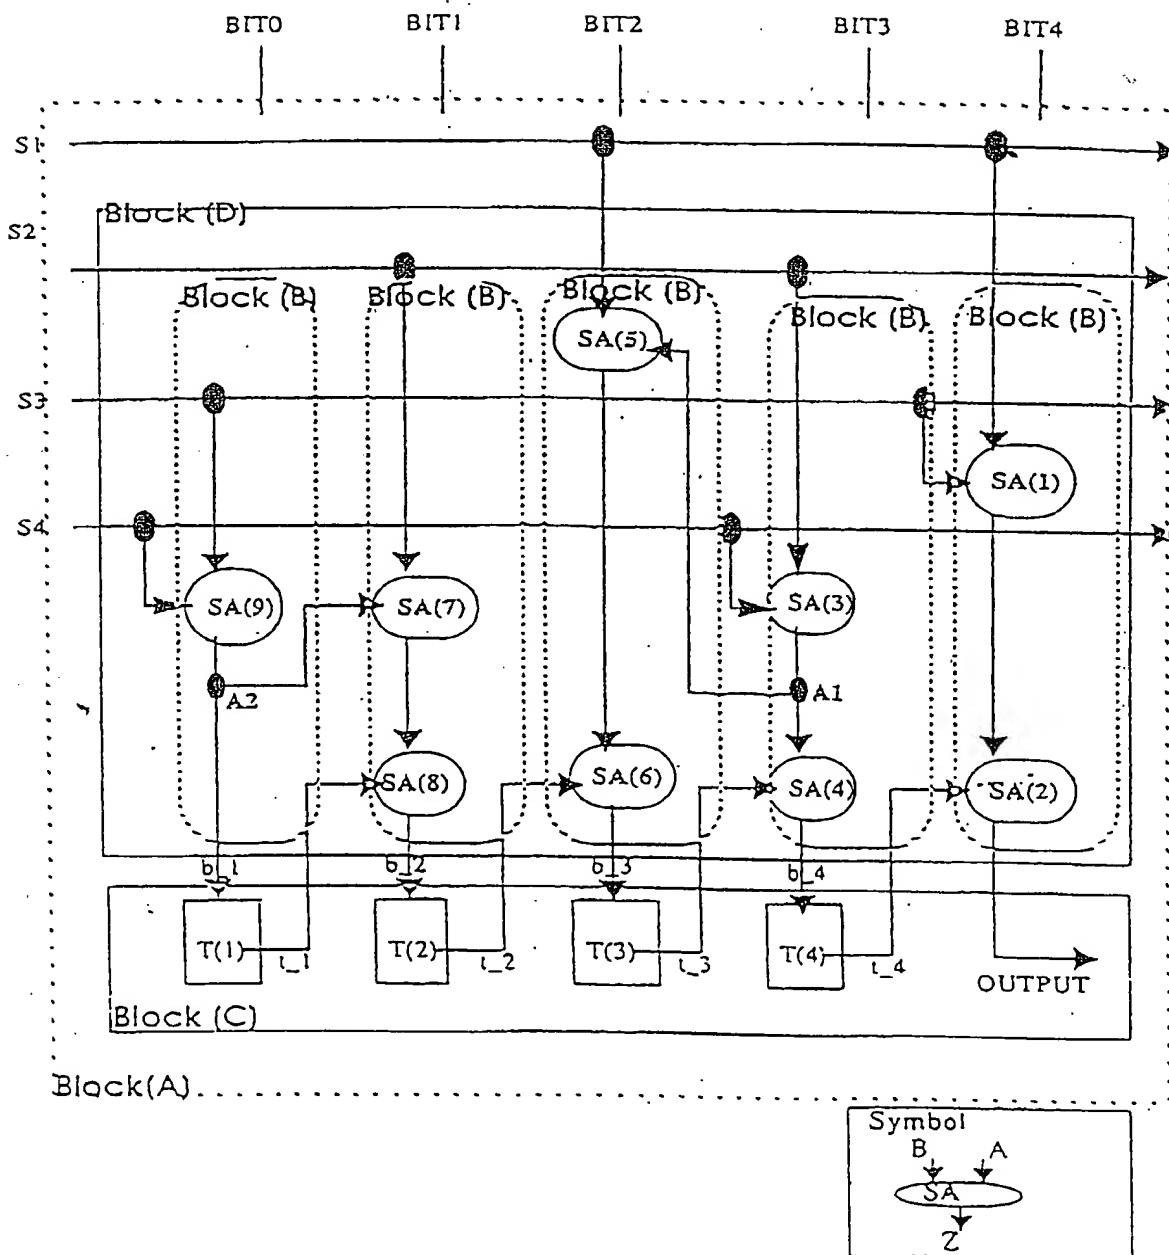 BIT0 BIT1 BIT2 BIT3 BIT4
S1
Block (D)
S2
Block (B) Block (B) Block (B) Block (B) Block (B)
SA(5)
S3
SA(1)
S4
SA(9) SA(7) SA(3)
A2 A1
SA(8) SA(6) SA(4) SA(2)
b_1 b_2 b_3 b_4
T(1) t_1 T(2) t_2 T(3) t_3 T(4) t_4
OUTPUT
Block (C)
Block(A)
Symbol
B A
SA
Z